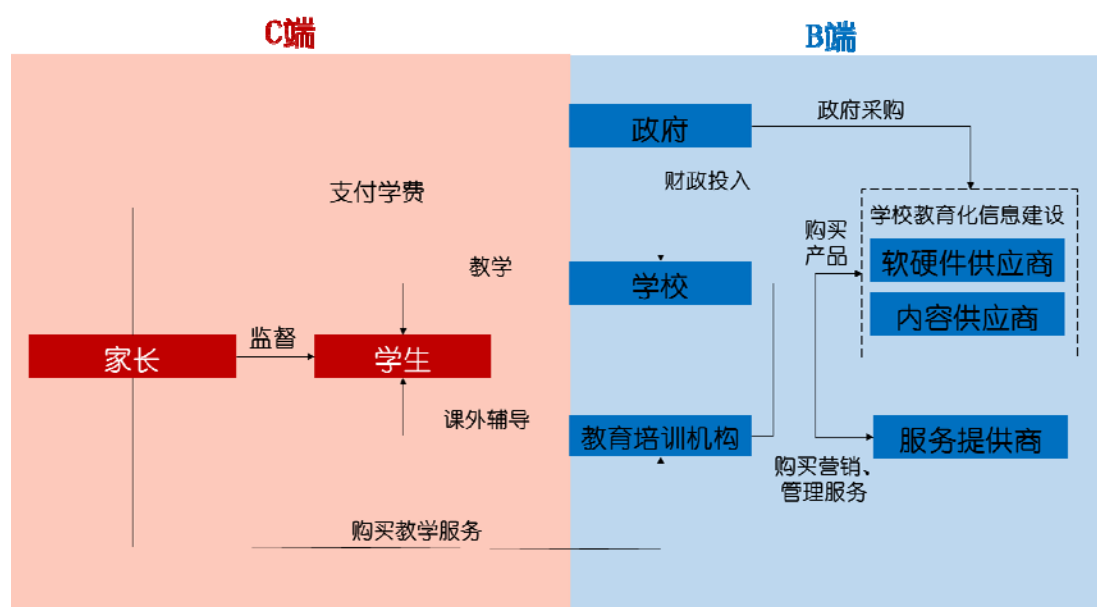 C端
B端
政府
政府采购
财政投入
支付学费
学校教育化信息建设
购买
产品
教学
软硬件供应商
学校
内容供应商
监督
家长
学生
课外辅导
教育培训机构
服务提供商
购买营销、
管理服务
购买教学服务